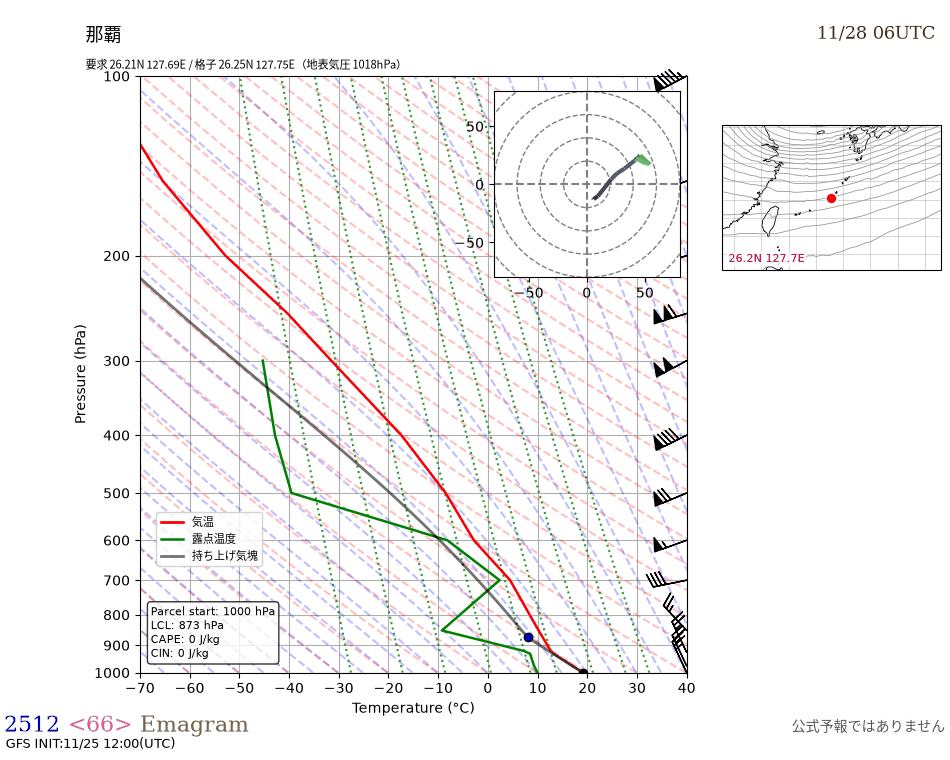 那覇
11/28 06UTC
要求 26.21N 127.69E / 格子 26.25N 127.75E（地表気圧 1018hPa）
100
200
300
400
500
600
700
800
900
1000
Pressure (hPa)
50
0
−50
−50
0
50
26.2N 127.7E
気温
露点温度
持ち上げ気塊
Parcel start: 1000 hPa
LCL: 873 hPa
CAPE: 0 J/kg
CIN: 0 J/kg
−70 −60 −50 −40 −30 −20 −10 0 10 20 30 40
Temperature (°C)
2512 <66> Emagram
公式予報ではありません
GFS INIT:11/25 12:00(UTC)